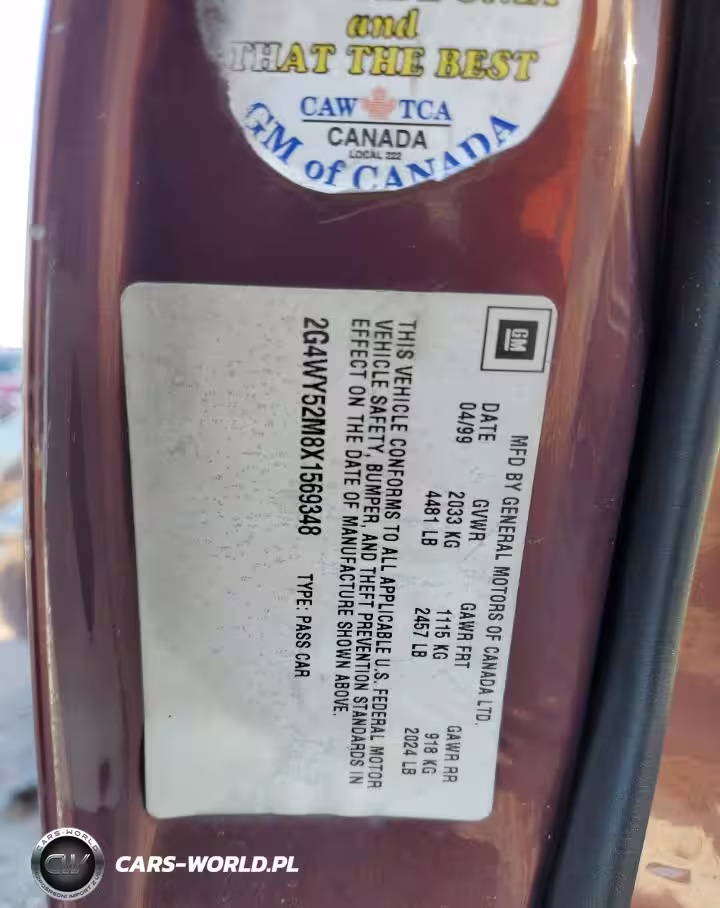 and
THAT THE BEST
CAW TCA
CANADA
LOCAL 222
GM of CANADA
GM
MFD BY GENERAL MOTORS OF CANADA LTD.
DATE GVWR GAWR FRT GAWR RR
04/99 2033 KG 1115 KG 918 KG
4481 LB 2457 LB 2024 LB
THIS VEHICLE CONFORMS TO ALL APPLICABLE U.S. FEDERAL MOTOR
VEHICLE SAFETY, BUMPER, AND THEFT PREVENTION STANDARDS IN
EFFECT ON THE DATE OF MANUFACTURE SHOWN ABOVE.
2G4WY52M8X1569348 TYPE: PASS CAR
CARS-WORLD
CW
CARS-WORLD.PL